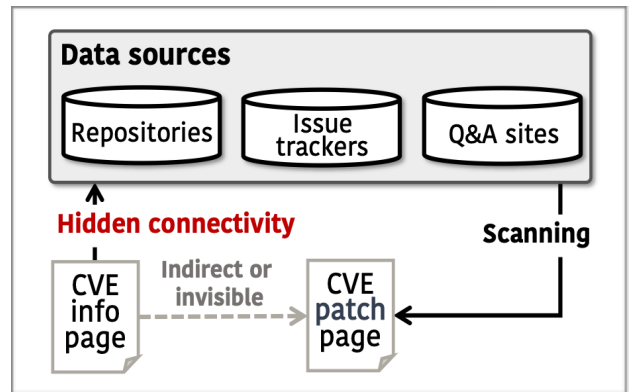 Data sources
Repositories
Issue
trackers
Q&A sites
Hidden connectivity
Scanning
Indirect or
invisible
CVE
info
page
CVE
patch
page